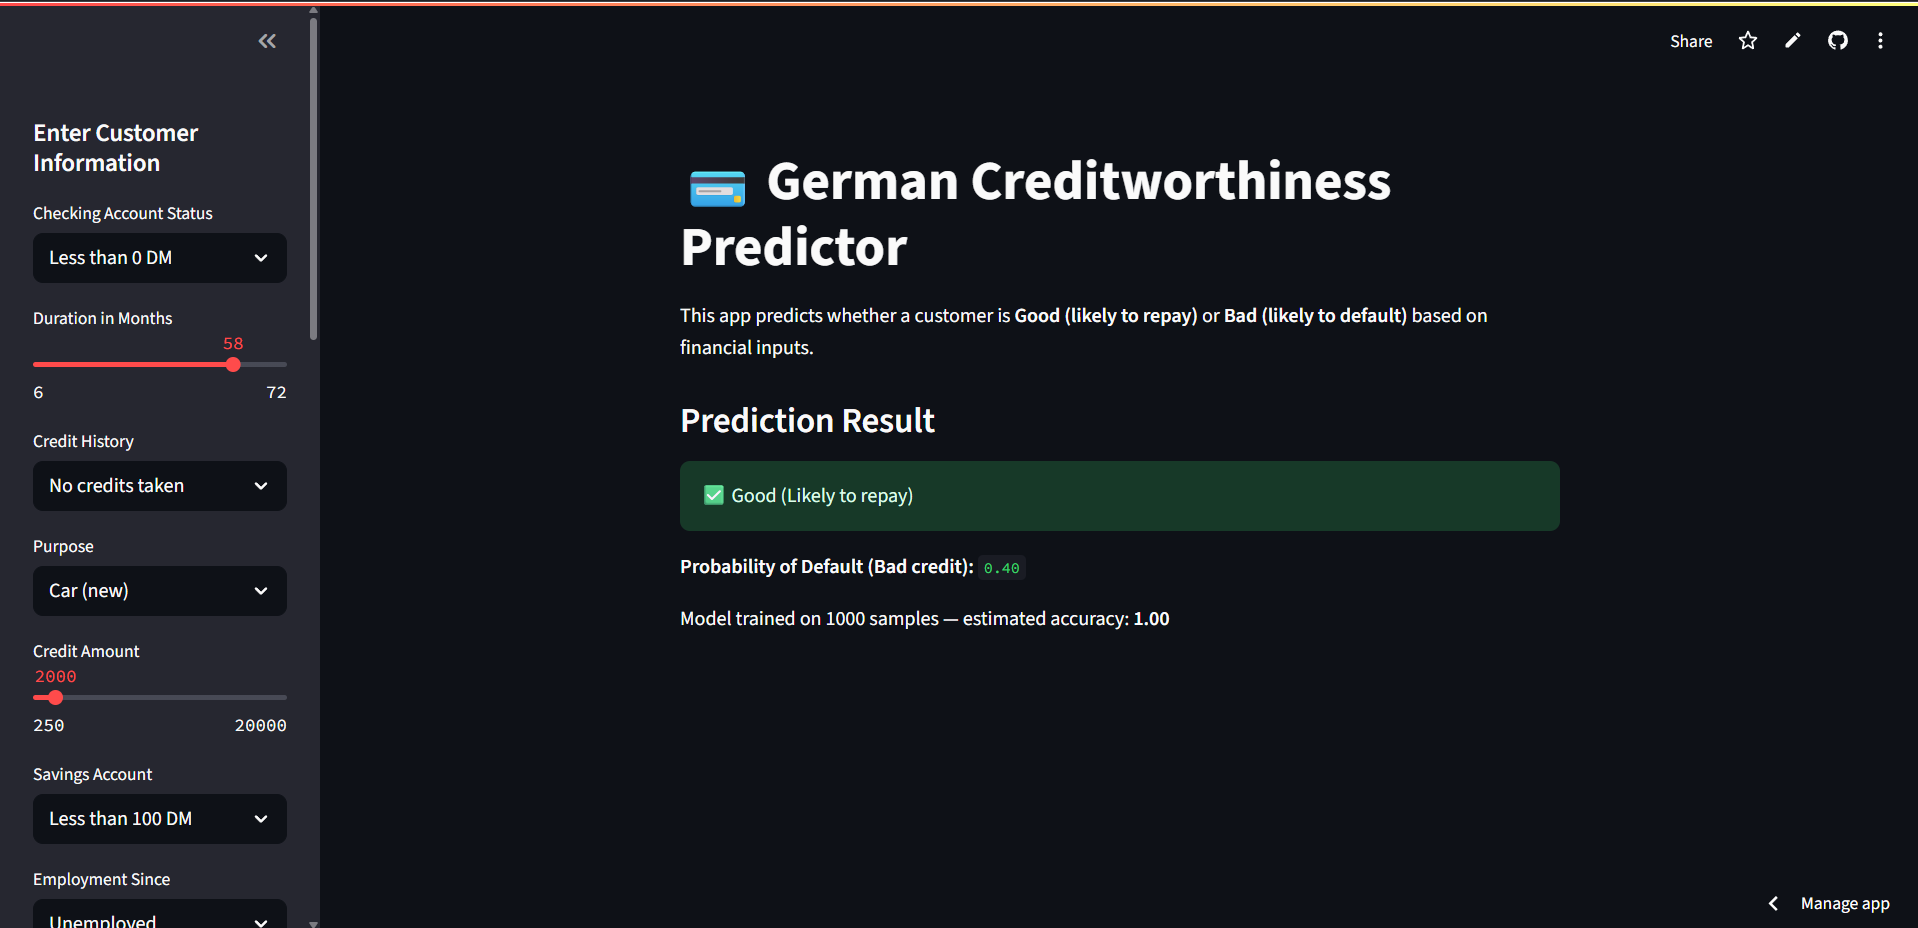 Share
Enter Customer
Information
Checking Account Status
Less than 0 DM
Duration in Months
58
6
72
Credit History
No credits taken
Purpose
Car (new)
Credit Amount
2000
250
20000
Savings Account
Less than 100 DM
Employment Since
Unemployed
German Creditworthiness
Predictor
This app predicts whether a customer is Good (likely to repay) or Bad (likely to default) based on
financial inputs.
Prediction Result
Good (Likely to repay)
Probability of Default (Bad credit): 0.40
Model trained on 1000 samples — estimated accuracy: 1.00
Manage app